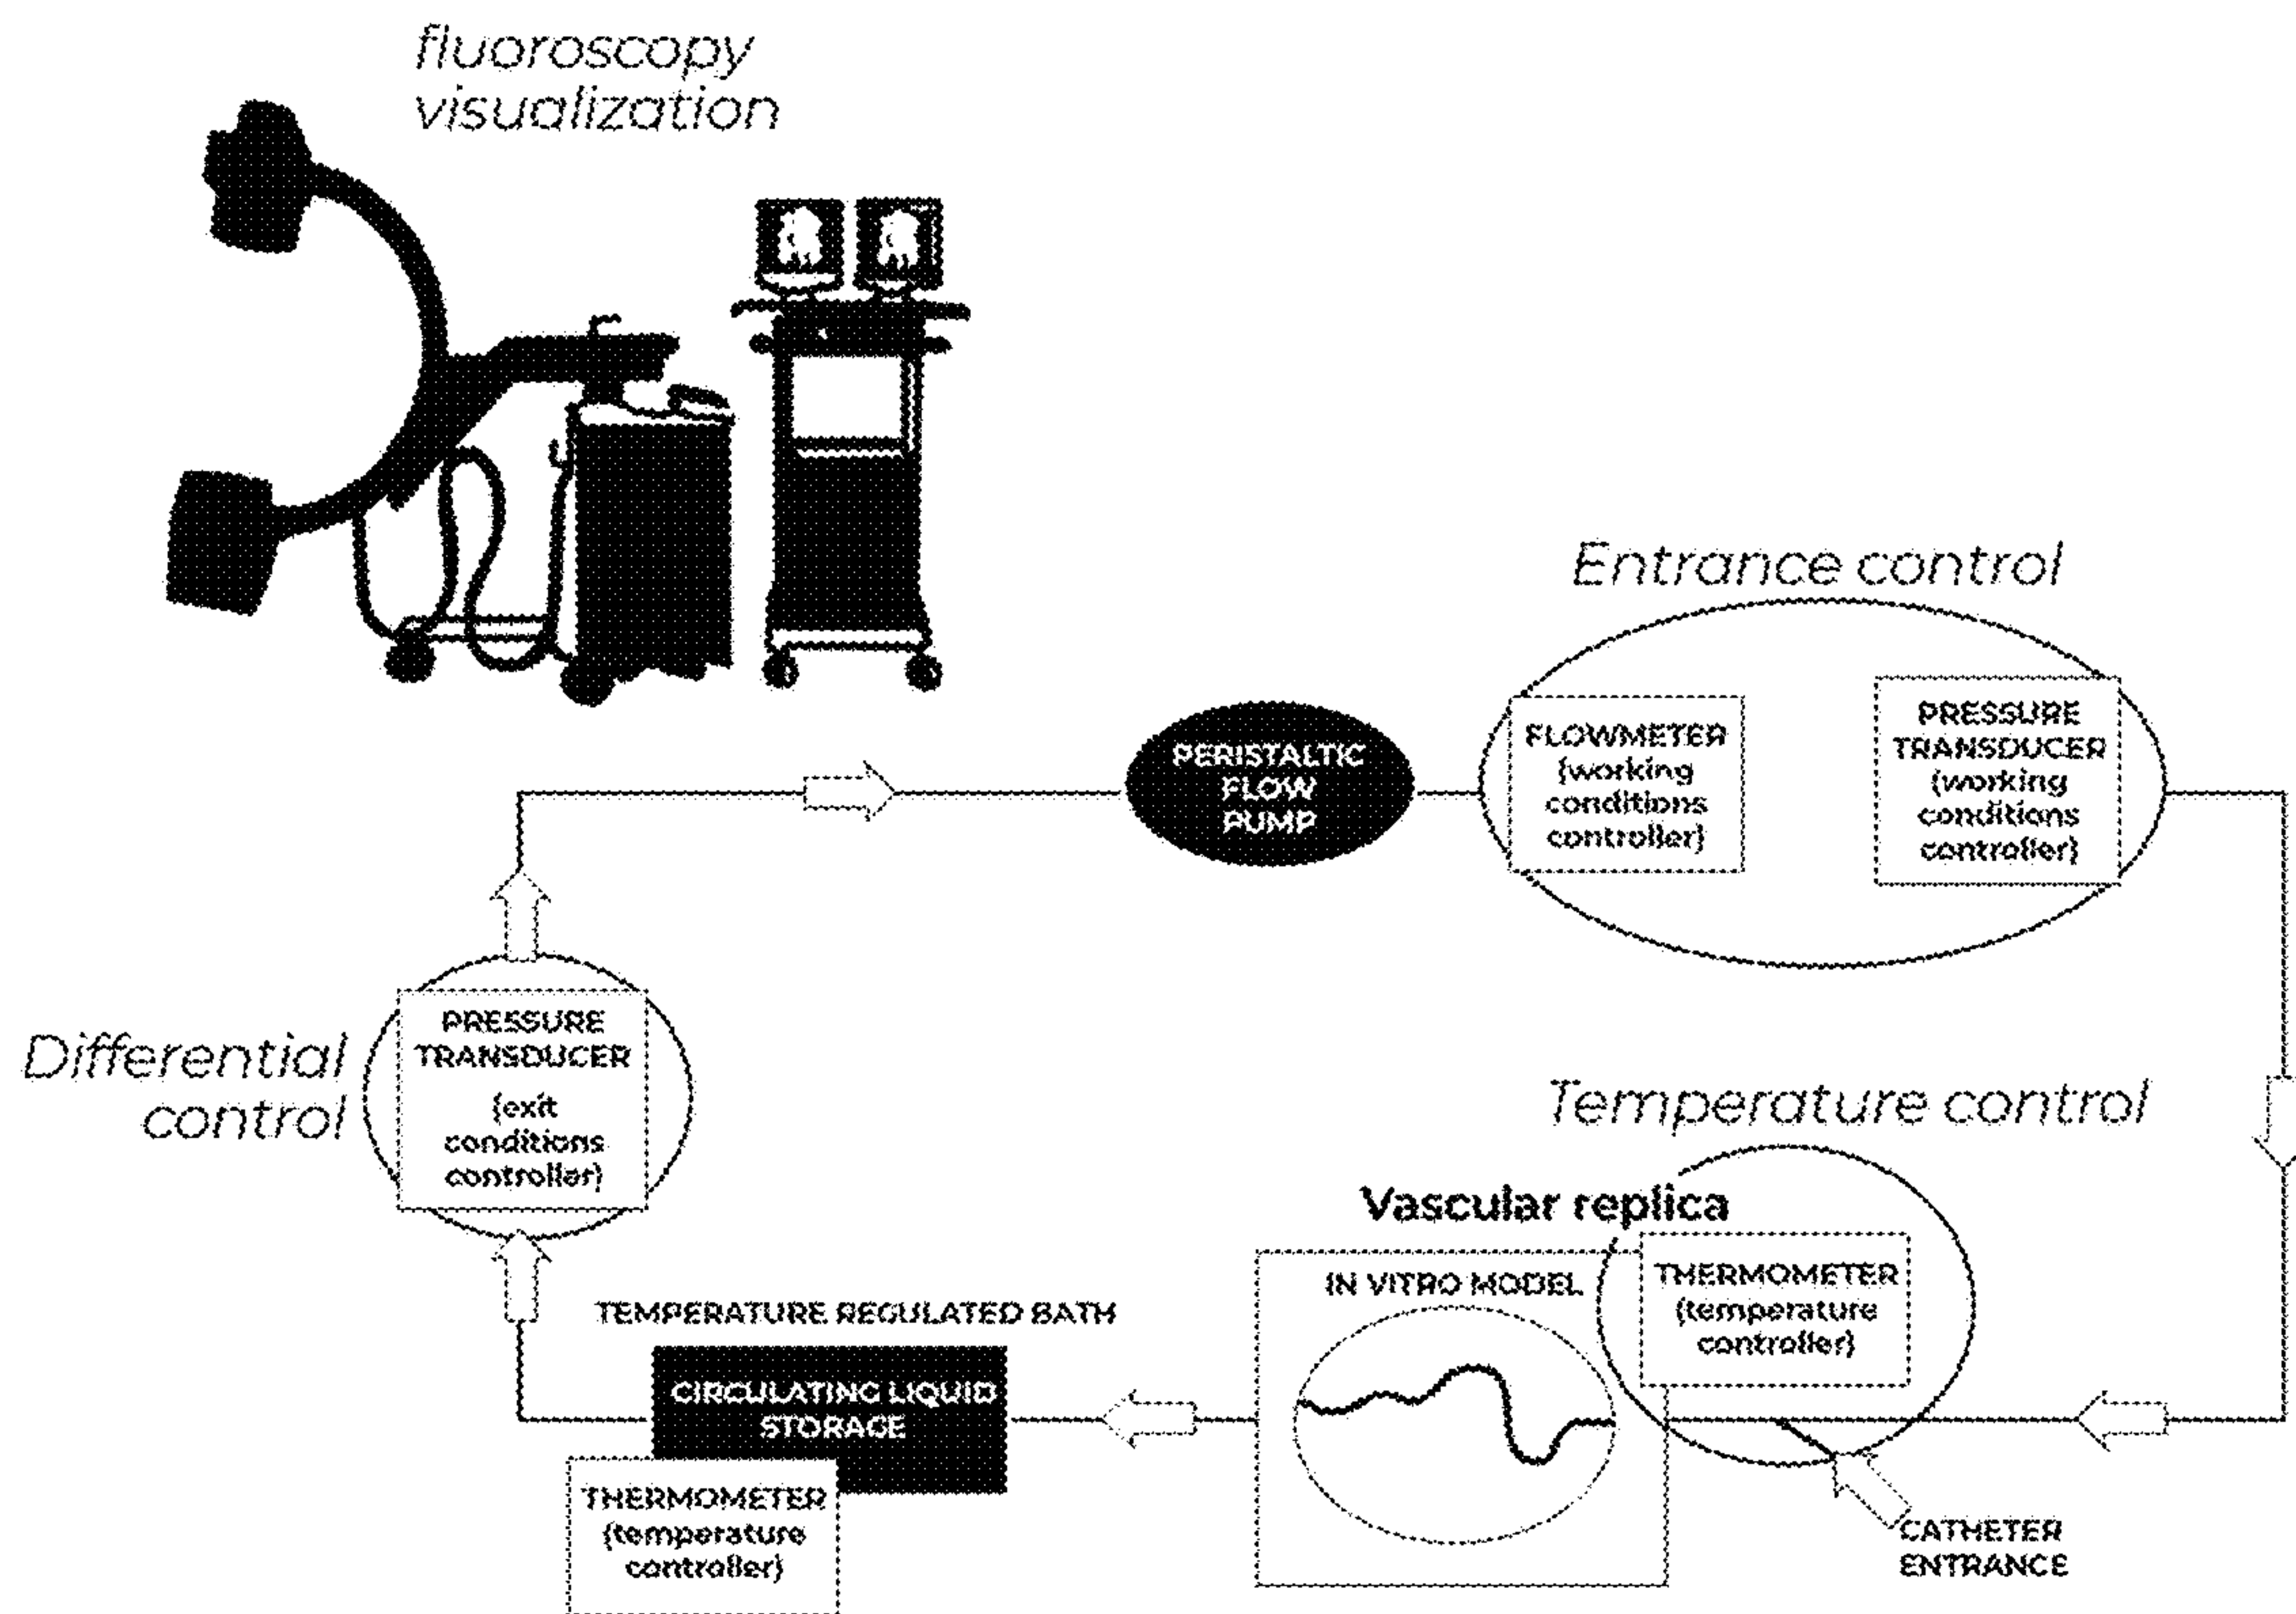 fluoroscopy
visualization
Entrance control
PERISTALTIC
FLOW
PUMP
FLOWMETER
(working
conditions
controller)
PRESSURE
TRANSDUCER
(working
conditions
controller)
Differential
control
PRESSURE
TRANSDUCER
(exit
conditions
controller)
Temperature control
Vascular replica
IN VITRO MODEL
THERMOMETER
(temperature
controller)
TEMPERATURE REGULATED BATH
CIRCULATING LIQUID
STORAGE
THERMOMETER
(temperature
controller)
CATHETER
ENTRANCE